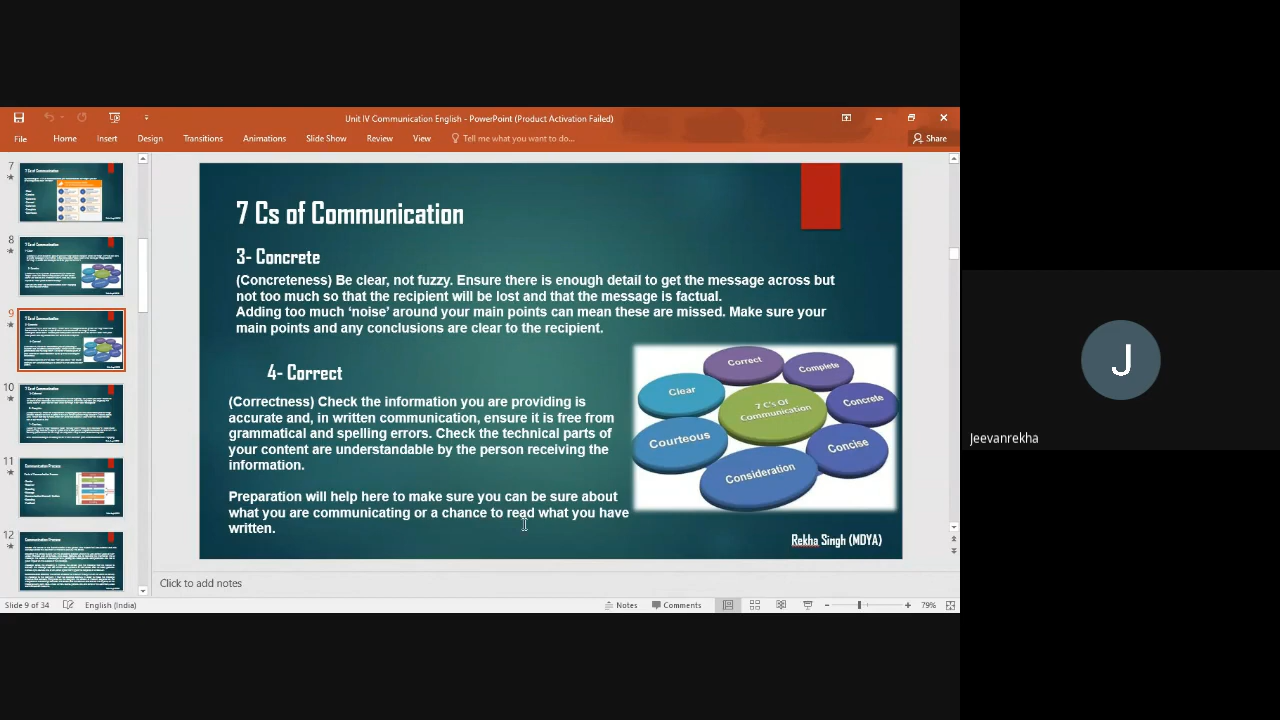 Unit IV Communication English - PowerPoint (Product Activation Failed)
File Home Insert Design Transitions Animations Slide Show Review View Tell me what you want to do... Share
7
8
9
10
11
12
7 Cs of Communication
3- Concrete
(Concreteness) Be clear, not fuzzy. Ensure there is enough detail to get the message across but
not too much so that the recipient will be lost and that the message is factual.
Adding too much ‘noise’ around your main points can mean these are missed. Make sure your
main points and any conclusions are clear to the recipient.
4- Correct
(Correctness) Check the information you are providing is
accurate and, in written communication, ensure it is free from
grammatical and spelling errors. Check the technical parts of
your content are understandable by the person receiving the
information.
Preparation will help here to make sure you can be sure about
what you are communicating or a chance to read what you have
written.
Correct
Complete
Clear
7 C's Of
Communication
Concrete
Courteous
Concise
Consideration
Rekha Singh (MDYA)
J
Jeevanrekha
Click to add notes
Slide 9 of 34 English (India) Notes Comments 79%